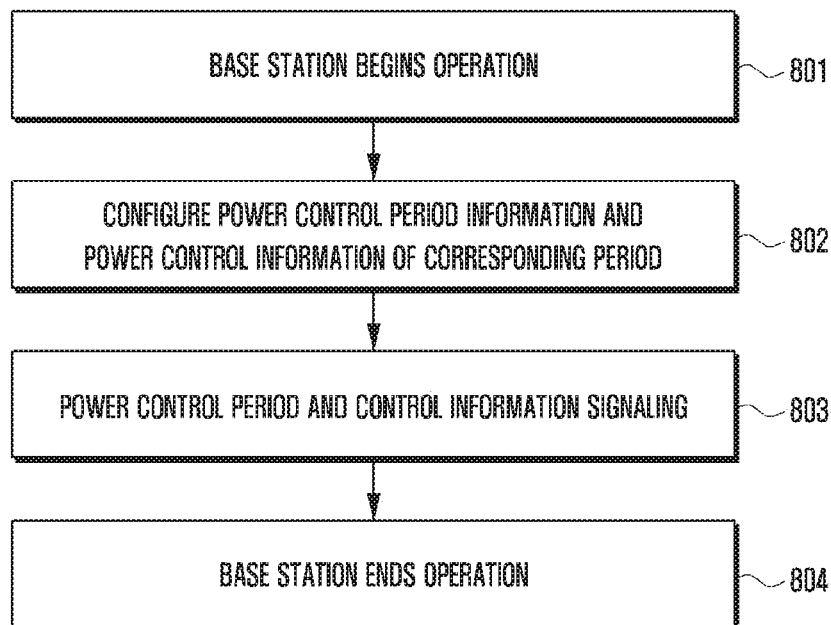 BASE STATION BEGINS OPERATION
801
CONFIGURE POWER CONTROL PERIOD INFORMATION AND
POWER CONTROL INFORMATION OF CORRESPONDING PERIOD
802
POWER CONTROL PERIOD AND CONTROL INFORMATION SIGNALING
803
BASE STATION ENDS OPERATION
804